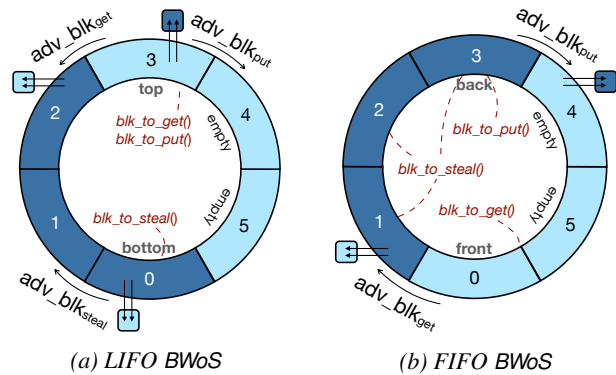 adv_blkget
3
adv_blkput
2
top
4
blk_to_get()
blk_to_put()
empty
1
blk_to_steal()
empty
5
bottom
0
adv_blksteal
(a) LIFO BWoS
3
adv_blkput
2
back
4
blk_to_put()
empty
blk_to_steal()
1
blk_to_get()
empty
5
front
0
adv_blkget
(b) FIFO BWoS